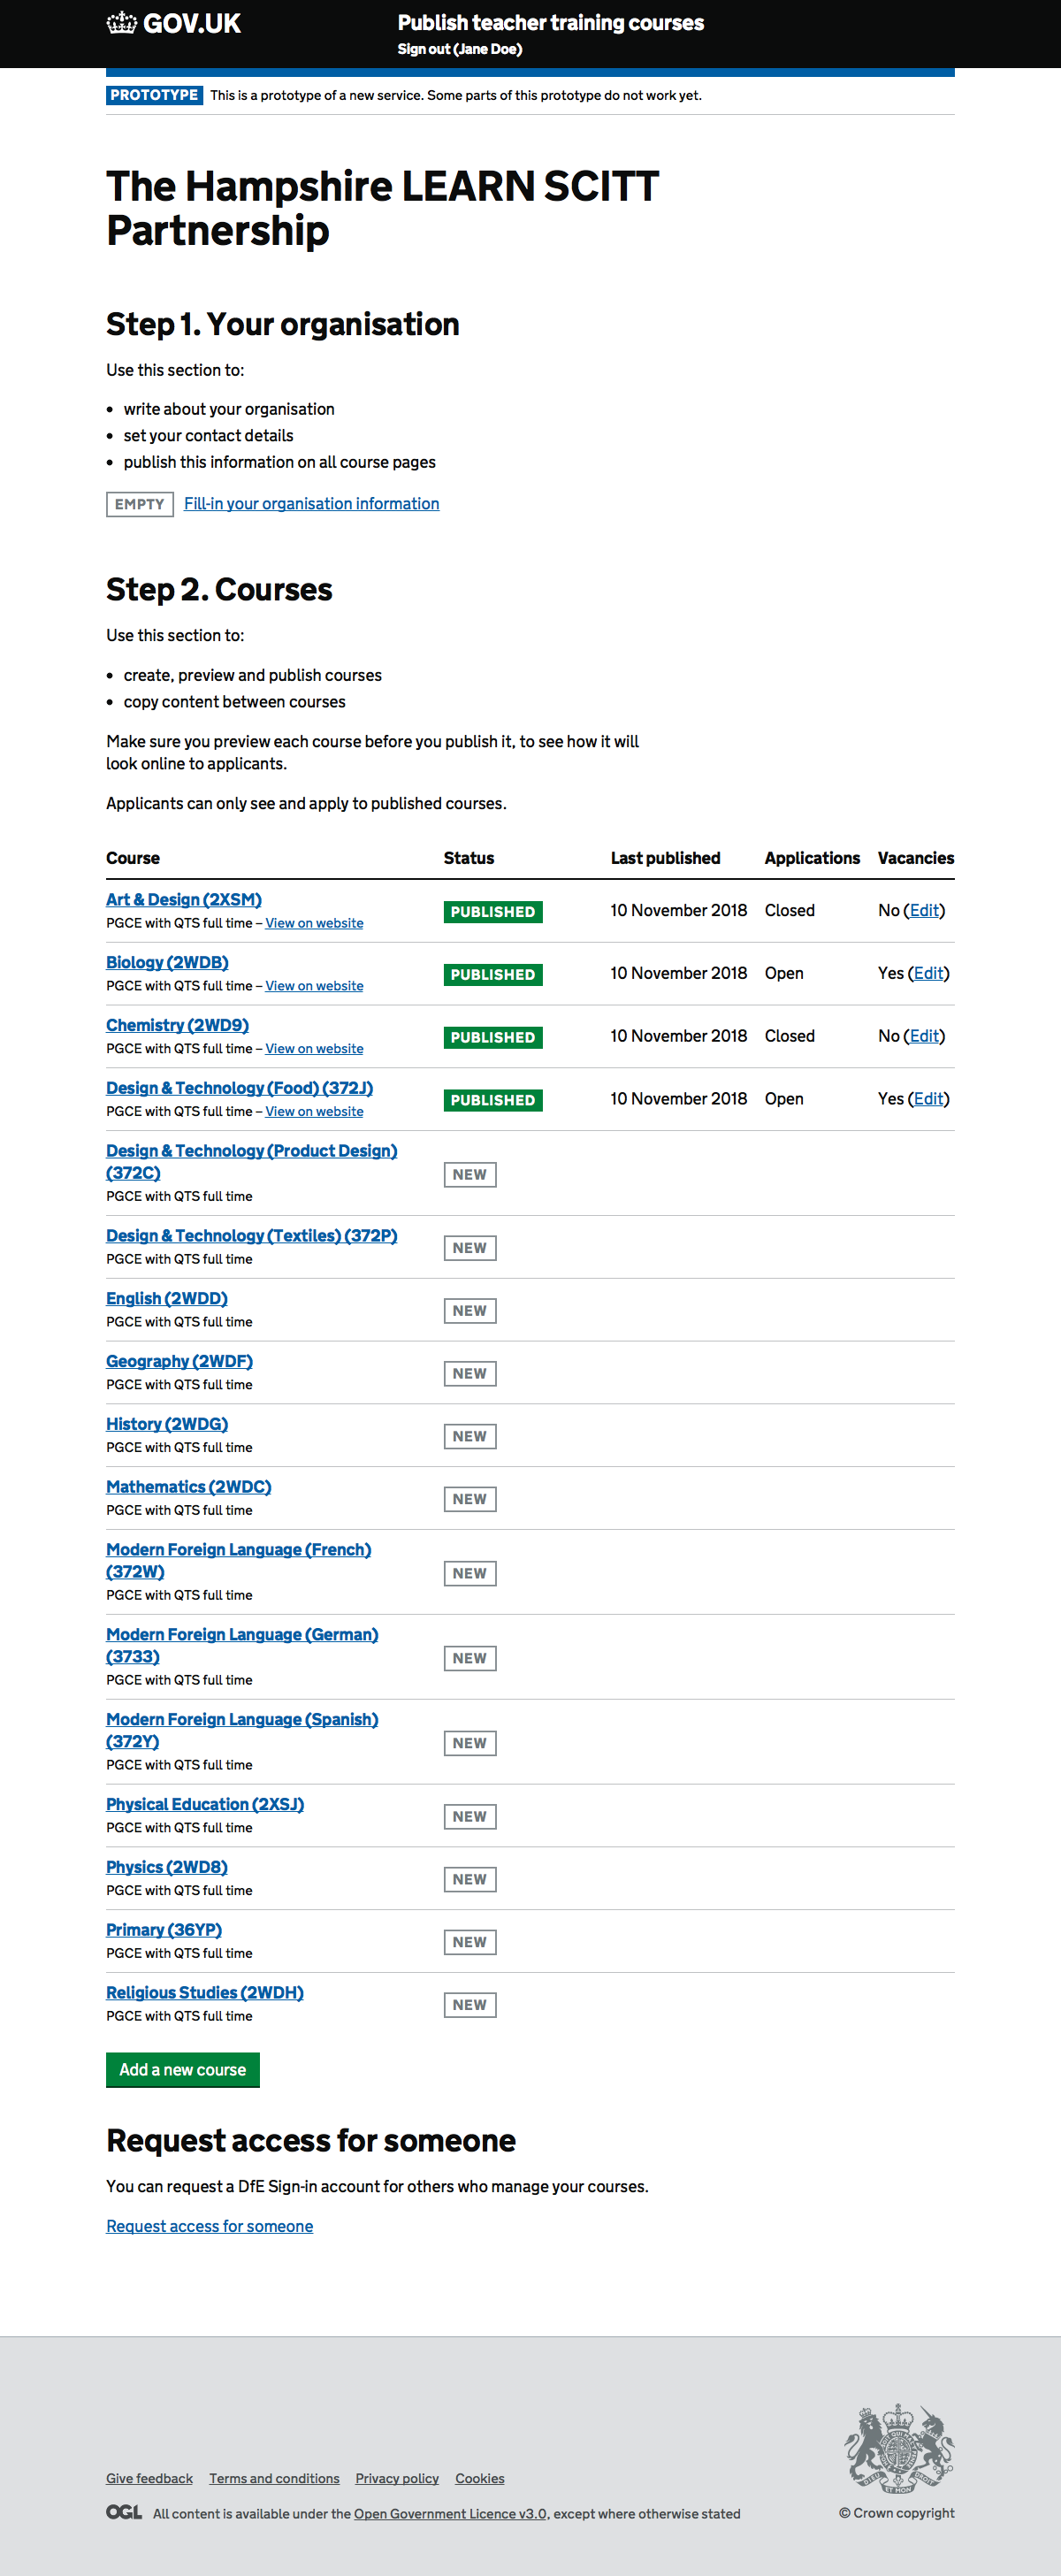 GOV.UK
Publish teacher training courses
Sign out (Jane Doe)
PROTOTYPE This is a prototype of a new service. Some parts of this prototype do not work yet.
The Hampshire LEARN SCITT
Partnership
Step 1. Your organisation
Use this section to:
• write about your organisation
• set your contact details
• publish this information on all course pages
EMPTY Fill-in your organisation information
Step 2. Courses
Use this section to:
• create, preview and publish courses
• copy content between courses
Make sure you preview each course before you publish it, to see how it will
look online to applicants.
Applicants can only see and apply to published courses.
Course Status Last published Applications Vacancies
Art & Design (2XSM)
PGCE with QTS full time – View on website
PUBLISHED 10 November 2018 Closed No (Edit)
Biology (2WDB)
PGCE with QTS full time – View on website
PUBLISHED 10 November 2018 Open Yes (Edit)
Chemistry (2WD9)
PGCE with QTS full time – View on website
PUBLISHED 10 November 2018 Closed No (Edit)
Design & Technology (Food) (372J)
PGCE with QTS full time – View on website
PUBLISHED 10 November 2018 Open Yes (Edit)
Design & Technology (Product Design)
(372C)
PGCE with QTS full time
NEW
Design & Technology (Textiles) (372P)
PGCE with QTS full time
NEW
English (2WDD)
PGCE with QTS full time
NEW
Geography (2WDF)
PGCE with QTS full time
NEW
History (2WDG)
PGCE with QTS full time
NEW
Mathematics (2WDC)
PGCE with QTS full time
NEW
Modern Foreign Language (French)
(372W)
PGCE with QTS full time
NEW
Modern Foreign Language (German)
(3733)
PGCE with QTS full time
NEW
Modern Foreign Language (Spanish)
(372Y)
PGCE with QTS full time
NEW
Physical Education (2XSJ)
PGCE with QTS full time
NEW
Physics (2WD8)
PGCE with QTS full time
NEW
Primary (36YP)
PGCE with QTS full time
NEW
Religious Studies (2WDH)
PGCE with QTS full time
NEW
Add a new course
Request access for someone
You can request a DfE Sign-in account for others who manage your courses.
Request access for someone
Give feedback Terms and conditions Privacy policy Cookies
OGL All content is available under the Open Government Licence v3.0, except where otherwise stated
© Crown copyright